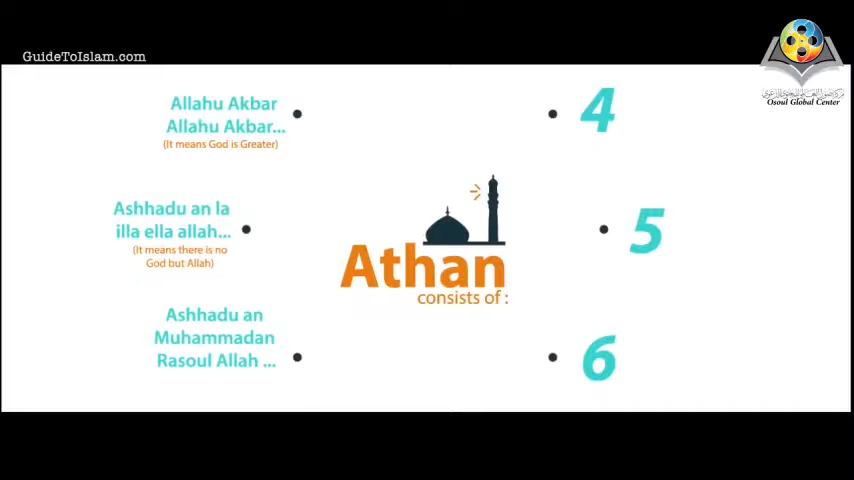 GuideToIslam.com
Osoul Global Center
Allahu Akbar
Allahu Akbar...
(It means God is Greater)
Ashhadu an la
illa ella allah...
(It means there is no
God but Allah)
Ashhadu an
Muhammadan
Rasoul Allah ...
Athan
consists of :
4
5
6